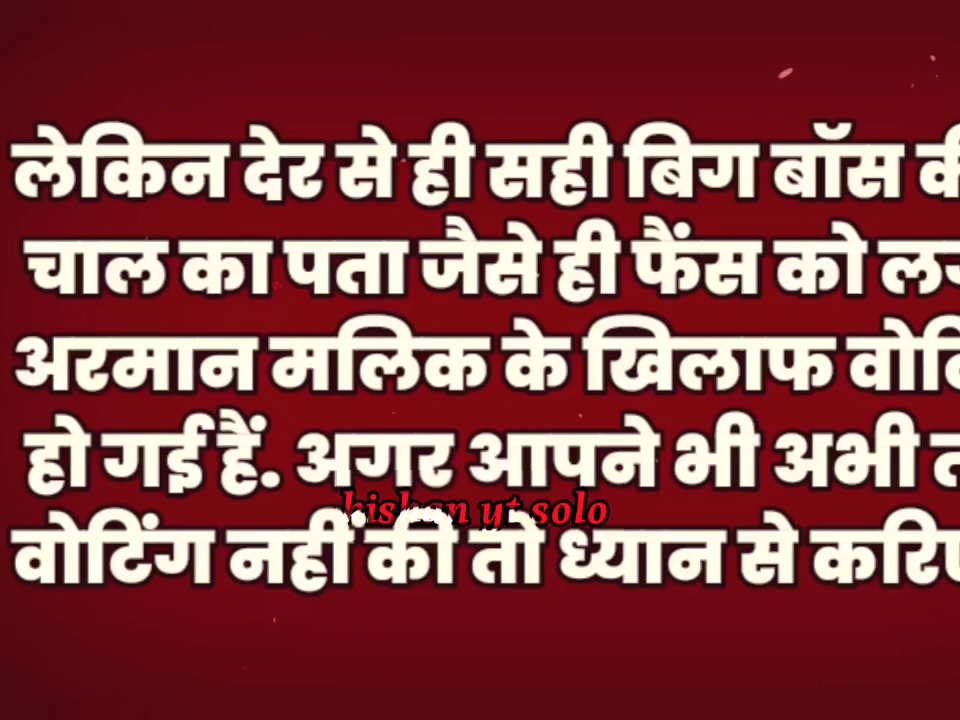 लेकिन देर से ही सही बिग बॉस की
चाल का पता जैसे ही फैंस को
अरमान मलिक के खिलाफ
हो गई हैं. अगर आपने भी अभी
kishan yt solo
वोटिंग नहीं की तो ध्यान से